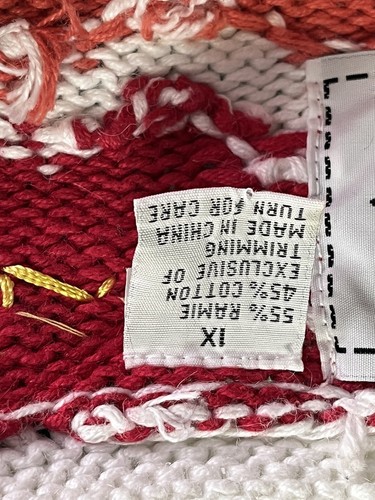 1X
55% RAMIE
45% COTTON
EXCLUSIVE OF
TRIMMING
MADE IN CHINA
TURN FOR CARE